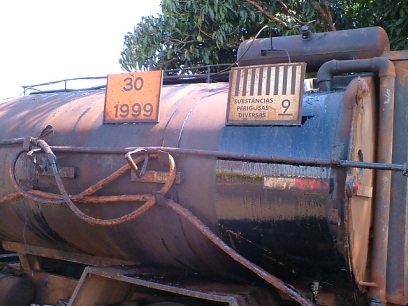 30
1999
SUBSTÂNCIAS
PERIGOSAS
DIVERSAS
9